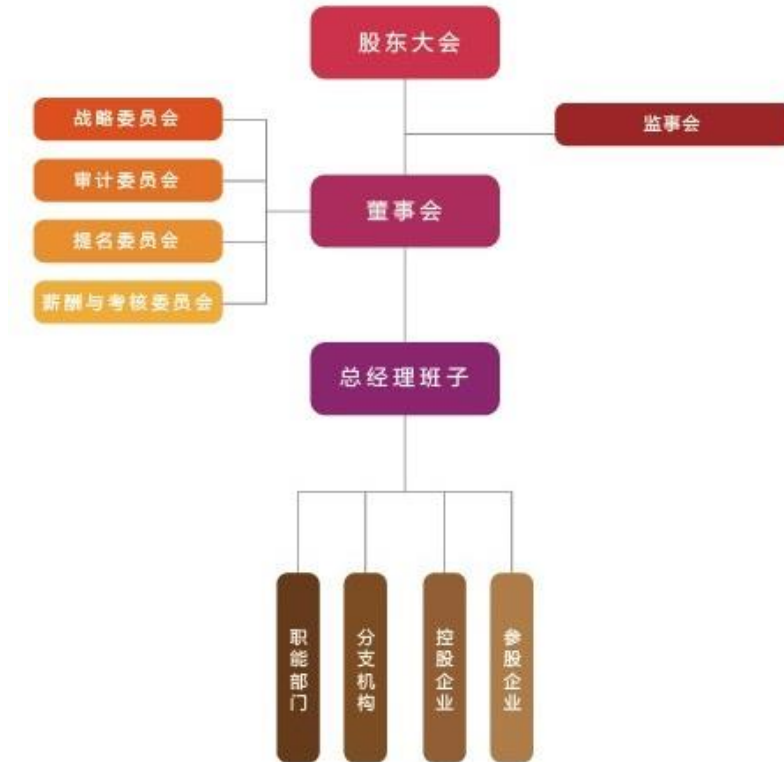 股东大会
战略委员会
监事会
审计委员会
董事会
提名委员会
薪酬与考核委员会
总经理班子
职能部门
分支机构
控股企业
参股企业